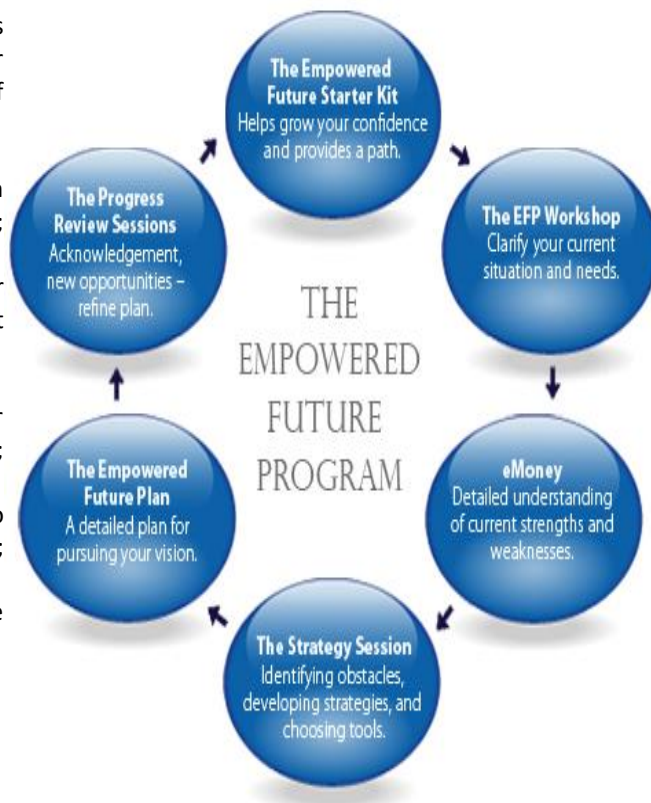 The Empowered
Future Starter Kit
Helps grow your confidence
and provides a path.
The EFP Workshop
Clarify your current
situation and needs.
eMoney
Detailed understanding
of current strengths and
weaknesses.
The Strategy Session
Identifying obstacles,
developing strategies, and
choosing tools.
The Empowered
Future Plan
A detailed plan for
pursuing your vision.
The Progress
Review Sessions
Acknowledgement,
new opportunities –
refine plan.
THE
EMPOWERED
FUTURE
PROGRAM